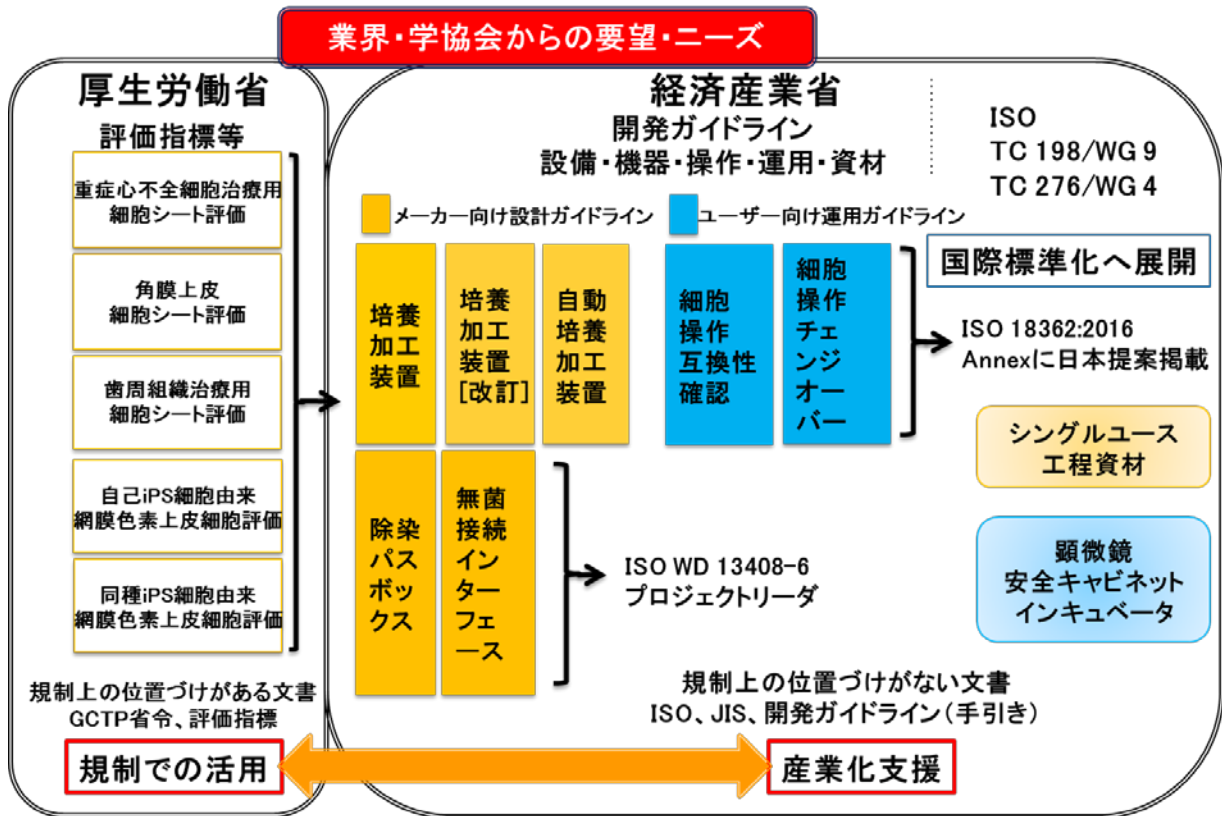 業界・学協会からの要望・ニーズ
厚生労働省
評価指標等
重症心不全細胞治療用
細胞シート評価
角膜上皮
細胞シート評価
歯周組織治療用
細胞シート評価
自己iPS細胞由来
網膜色素上皮細胞評価
同種iPS細胞由来
網膜色素上皮細胞評価
規制上の位置づけがある文書
GCTP省令、評価指標
規制での活用
経済産業省
開発ガイドライン
設備・機器・操作・運用・資材
メーカー向け設計ガイドライン
ユーザー向け運用ガイドライン
培養
加工
装置
培養
加工
装置
[改訂]
自動
培養
加工
装置
細胞
操作
互換性
確認
細胞
操作
チェ
ンジ
オー
バー
除染
パス
ボッ
クス
無菌
接続
イン
ター
フェ
ース
ISO WD 13408-6
プロジェクトリーダ
ISO
TC 198/WG 9
TC 276/WG 4
国際標準化へ展開
ISO 18362:2016
Annexに日本提案掲載
シングルユース
工程資材
顕微鏡
安全キャビネット
インキュベータ
規制上の位置づけがない文書
ISO、JIS、開発ガイドライン(手引き)
産業化支援